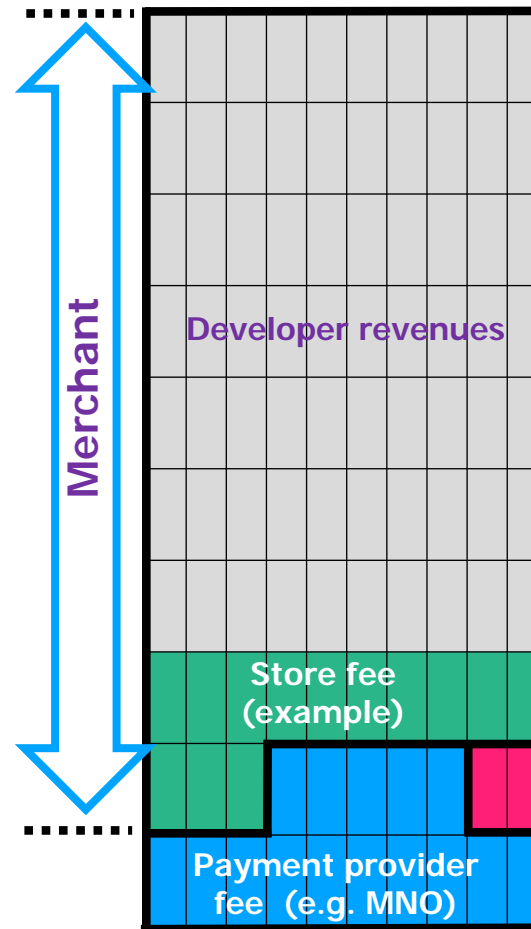 Merchant
Developer revenues
Store fee
(example)
Payment provider
fee (e.g. MNO)